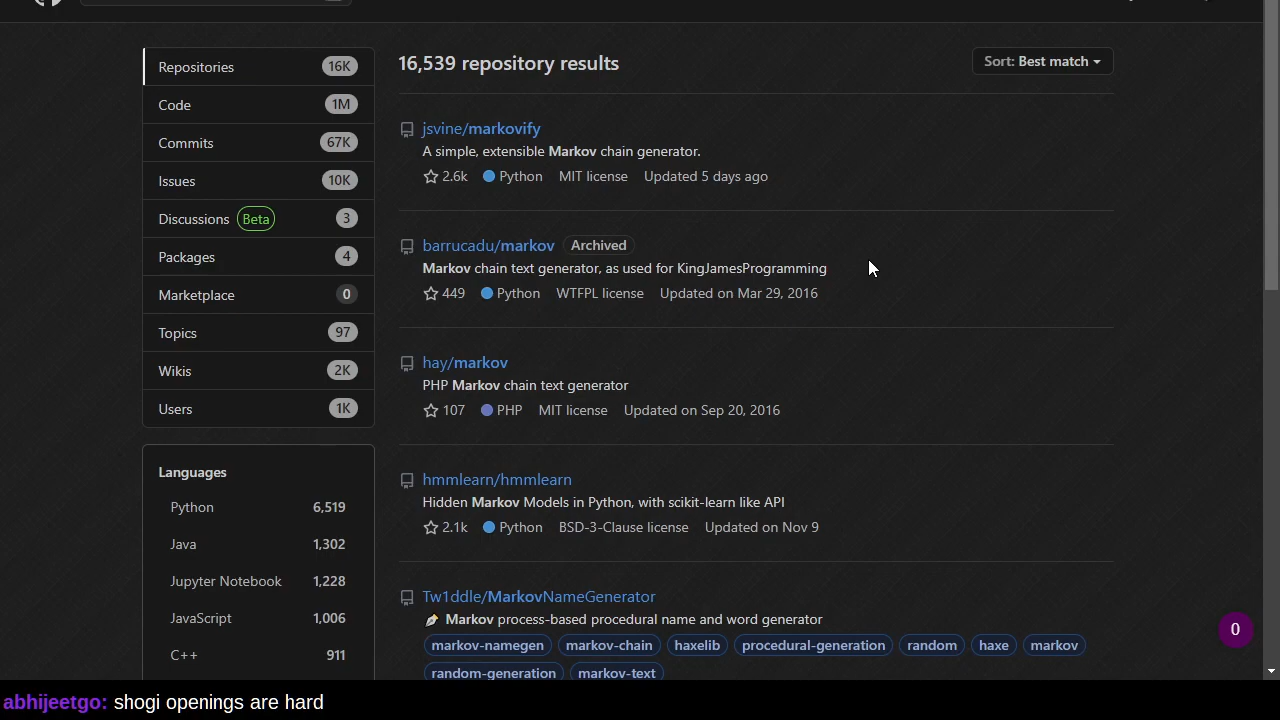 Repositories 16K
Code 1M
Commits 67K
Issues 10K
Discussions Beta 3
Packages 4
Marketplace 0
Topics 97
Wikis 2K
Users 1K
Languages
Python 6,519
Java 1,302
Jupyter Notebook 1,228
JavaScript 1,006
C++ 911
16,539 repository results
Sort: Best match
jsvine/markovify
A simple, extensible Markov chain generator.
2.6k Python MIT license Updated 5 days ago
barrucadu/markov Archived
Markov chain text generator, as used for KingJamesProgramming
449 Python WTFPL license Updated on Mar 29, 2016
hay/markov
PHP Markov chain text generator
107 PHP MIT license Updated on Sep 20, 2016
hmmlearn/hmmlearn
Hidden Markov Models in Python, with scikit-learn like API
2.1k Python BSD-3-Clause license Updated on Nov 9
Tw1ddle/MarkovNameGenerator
Markov process-based procedural name and word generator
markov-namegen markov-chain haxelib procedural-generation random haxe markov
random-generation markov-text
0
abhijeetgo: shogi openings are hard